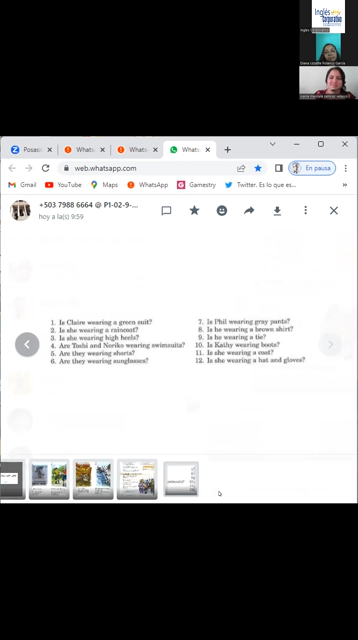 Inglés
Corporativo
Diana Lissette Polanco Garcia
Posas
Whats
Whats
Whats
web.whatsapp.com
En pausa
Gmail
YouTube
Maps
WhatsApp
Gamestry
Twitter. Es lo que es...
+503 7988 6664 @ P1-02-9-...
hoy a la(s) 9:59
1. Is Claire wearing a green suit?
2. Is she wearing a raincoat?
3. Is she wearing high heels?
4. Are Toshi and Noriko wearing swimsuits?
5. Are they wearing shorts?
6. Are they wearing sunglasses?
7. Is Phil wearing gray pants?
8. Is he wearing a brown shirt?
9. Is he wearing a tie?
10. Is Kathy wearing boots?
11. Is she wearing a coat?
12. Is she wearing a hat and gloves?